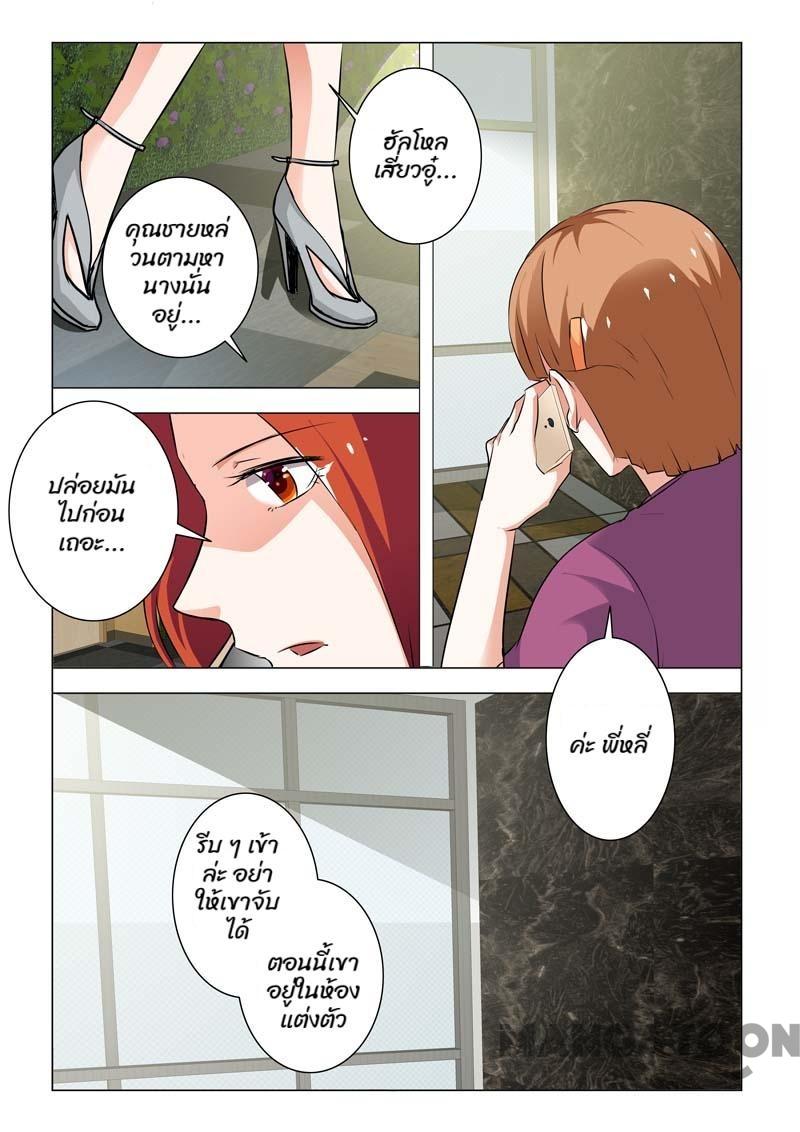 ฮัลโหล
เสี่ยวอู๋...
คุณชายหล่
วนตามหา
นางนั่น
อยู่...
ปล่อยมัน
ไปก่อน
เถอะ...
ค่ะ พี่หลี่
รีบ ๆ เข้า
ล่ะ อย่า
ให้เขาจับ
ได้
ตอนนี้เขา
อยู่ในห้อง
แต่งตัว